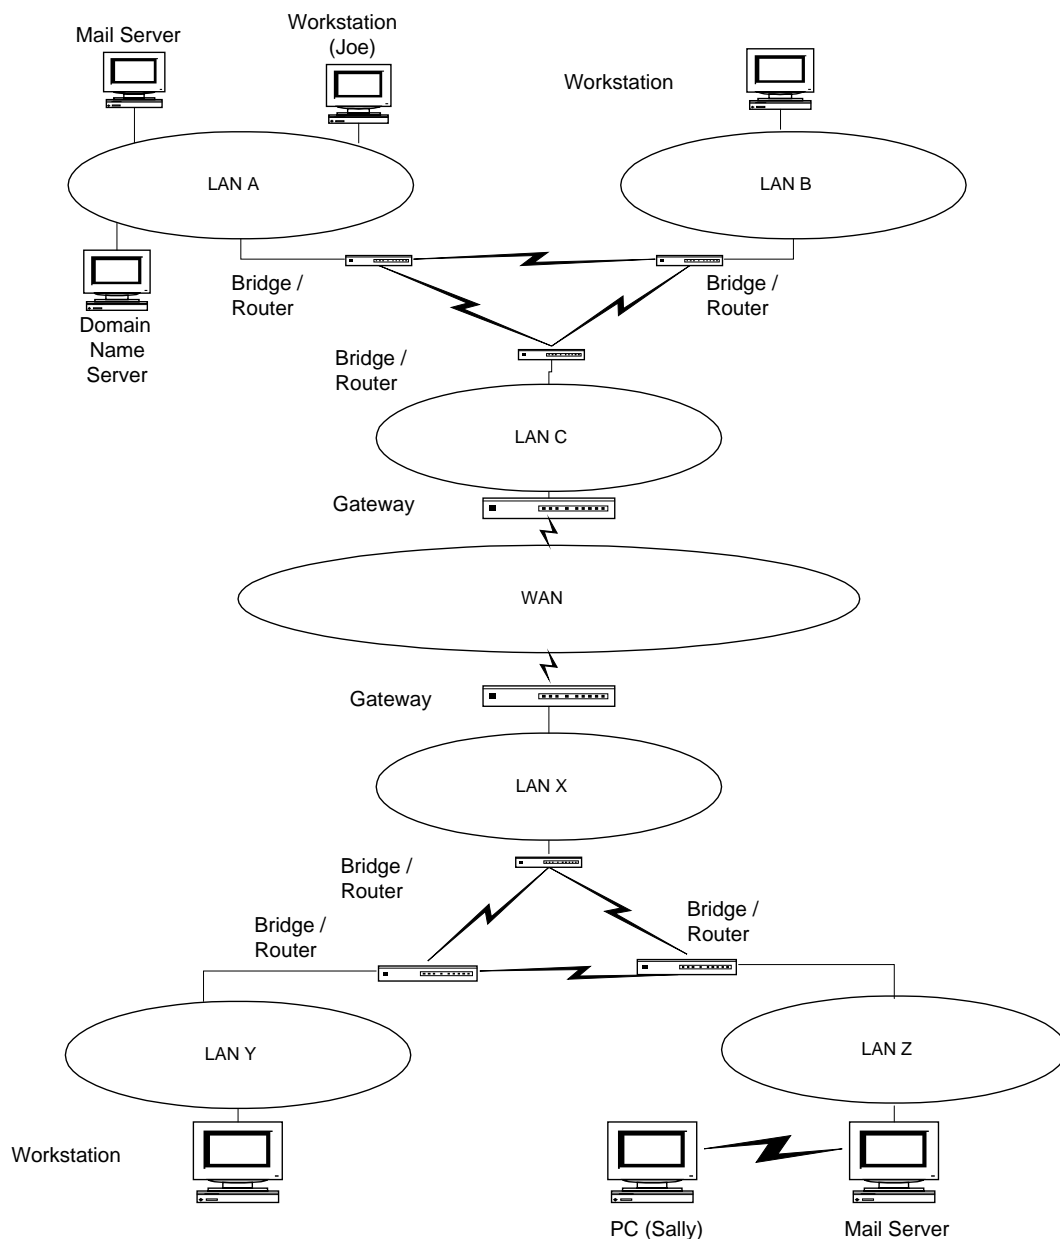 Mail Server
Workstation
(Joe)
Workstation
LAN A
LAN B
Bridge /
Router
Bridge /
Router
Domain
Name
Server
Bridge /
Router
LAN C
Gateway
WAN
Gateway
LAN X
Bridge /
Router
Bridge /
Router
Bridge /
Router
LAN Y
LAN Z
Workstation
PC (Sally)
Mail Server